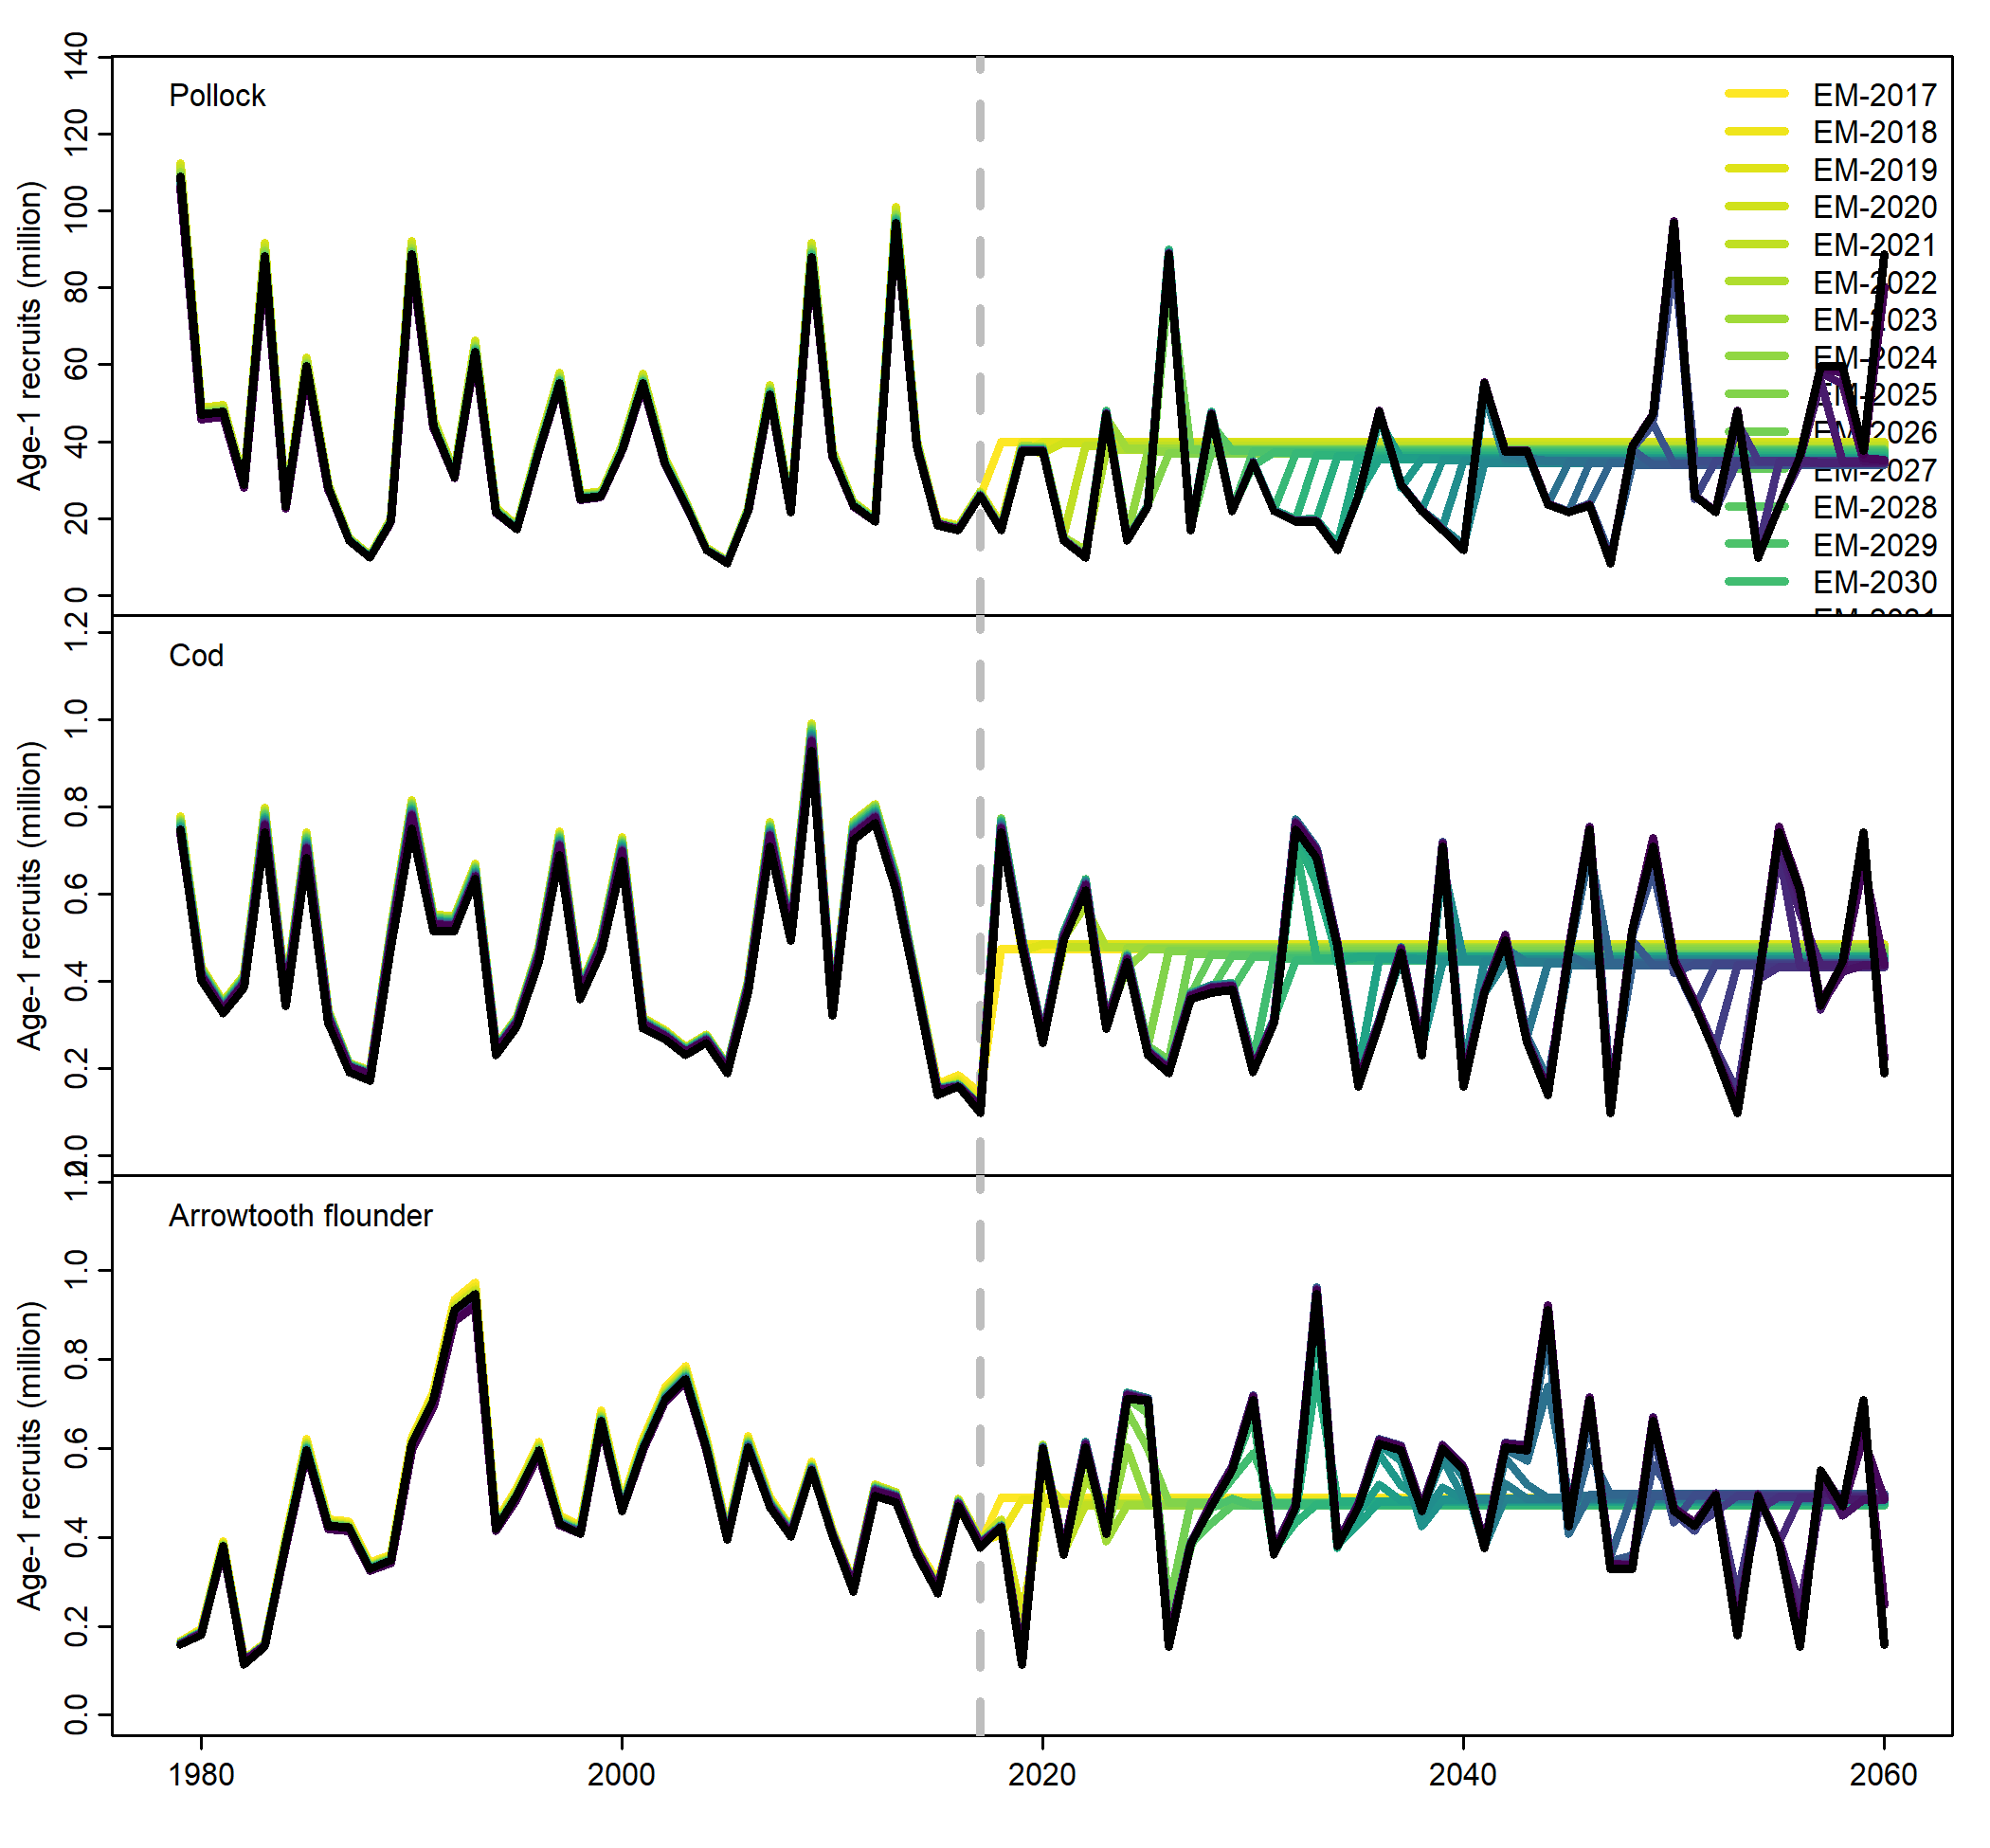 Pollock
Age-1 recruits (million)
140
120
100
80
60
40
20
0
EM-2017
EM-2018
EM-2019
EM-2020
EM-2021
EM-2022
EM-2023
EM-2024
EM-2025
EM-2026
EM-2027
EM-2028
EM-2029
EM-2030
Cod
Age-1 recruits (million)
1.2
1.0
0.8
0.6
0.4
0.2
0.0
Arrowtooth flounder
Age-1 recruits (million)
1.2
1.0
0.8
0.6
0.4
0.2
0.0
1980 2000 2020 2040 2060